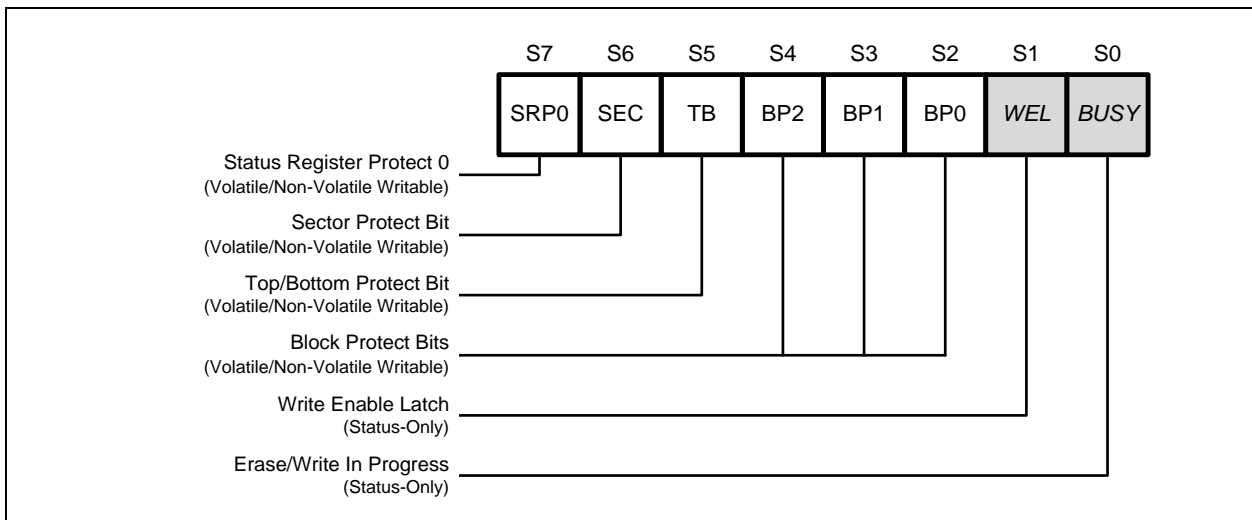 S7 S6 S5 S4 S3 S2 S1 S0
SRP0 SEC TB BP2 BP1 BP0 WEL BUSY
Status Register Protect 0
(Volatile/Non-Volatile Writable)
Sector Protect Bit
(Volatile/Non-Volatile Writable)
Top/Bottom Protect Bit
(Volatile/Non-Volatile Writable)
Block Protect Bits
(Volatile/Non-Volatile Writable)
Write Enable Latch
(Status-Only)
Erase/Write In Progress
(Status-Only)